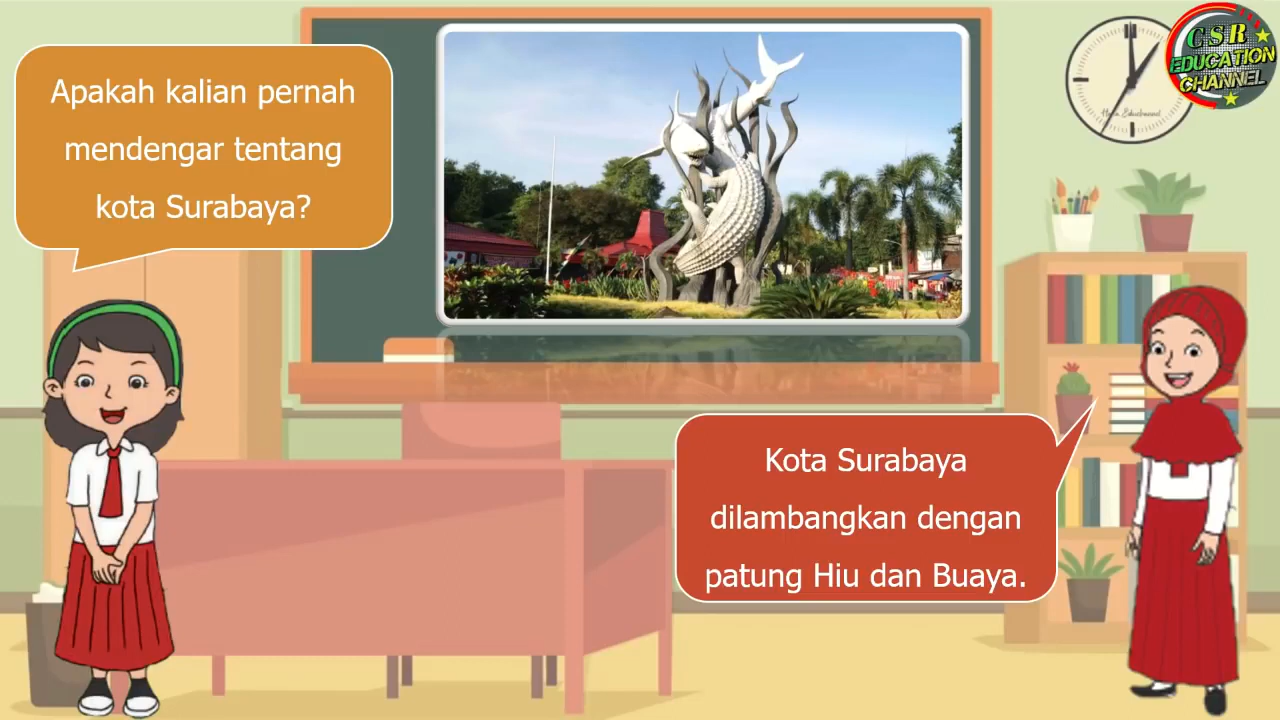 Apakah kalian pernah
mendengar tentang
kota Surabaya?
CSR
EDUCATION
CHANNEL
Kota Surabaya
dilambangkan dengan
patung Hiu dan Buaya.